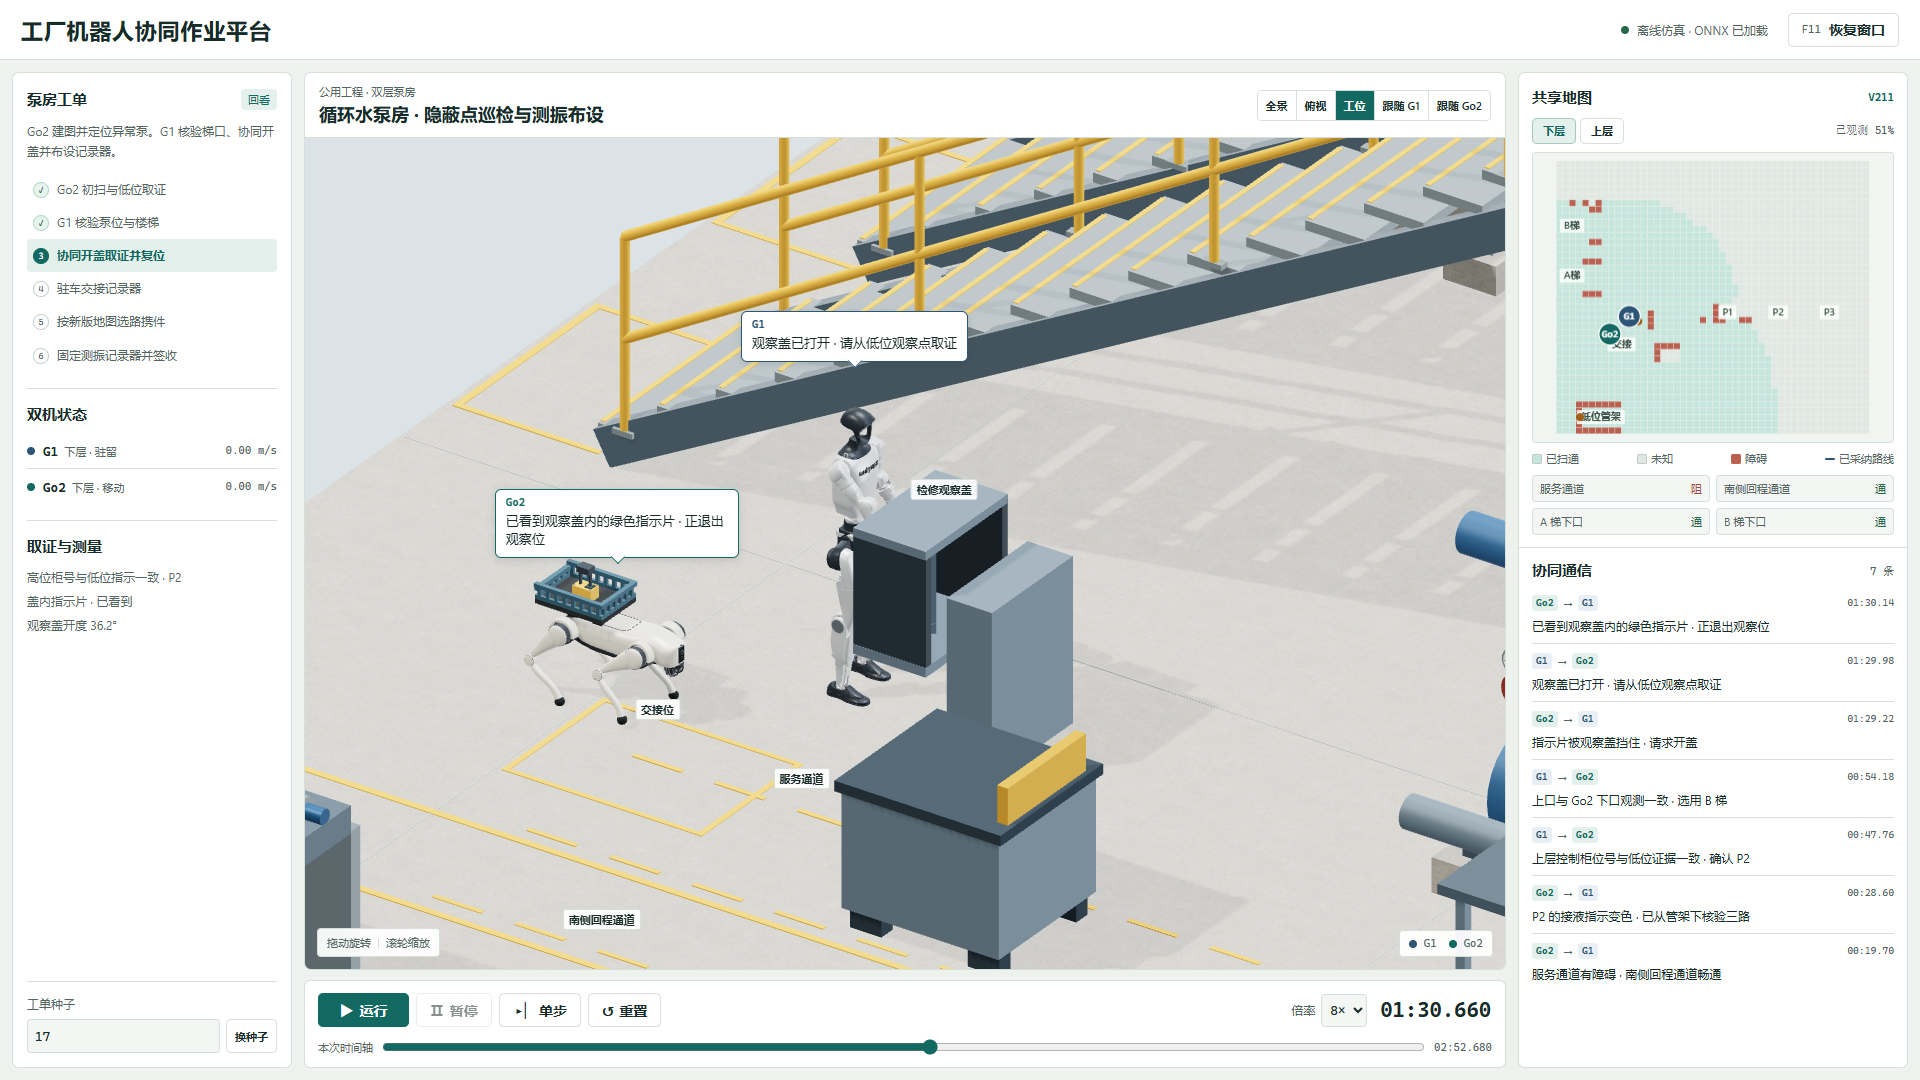 工厂机器人协同作业平台
离线仿真 · ONNX 已加载
F11 恢复窗口
泵房工单
回看
Go2 建图并定位异常泵。G1 核验梯口、协同开
盖并布设记录器。
✓ Go2 初扫与低位取证
✓ G1 核验泵位与楼梯
3 协同开盖取证并复位
4 驻车交接记录器
5 按新版地图选路携件
6 固定测振记录器并签收
双机状态
G1 下层 · 驻留 0.00 m/s
Go2 下层 · 移动 0.00 m/s
取证与测量
高位柜号与低位指示一致 · P2
盖内指示片 · 已看到
观察盖开度 36.2°
工单种子
17
换种子
公用工程 · 双层泵房
循环水泵房 · 隐蔽点巡检与测振布设
全景 俯视 工位 跟随 G1 跟随 Go2
G1
观察盖已打开 · 请从低位观察点取证
检修观察盖
Go2
已看到观察盖内的绿色指示片 · 正退出
观察位
交接位
服务通道
南侧回程通道
拖动旋转 滚轮缩放
G1 Go2
▶ 运行
暂停
单步
↺ 重置
倍率 8× 01:30.660
本次时间轴 02:52.680
共享地图
V211
下层 上层
已观测 51%
B梯
A梯
G1
Go2
交接
P1
P2
P3
低位管架
已扫通 未知 障碍 已采纳路线
服务通道 阻
南侧回程通道 通
A 梯下口 通
B 梯下口 通
协同通信
7 条
Go2 → G1 01:30.14
已看到观察盖内的绿色指示片 · 正退出观察位
G1 → Go2 01:29.98
观察盖已打开 · 请从低位观察点取证
Go2 → G1 01:29.22
指示片被观察盖挡住 · 请求开盖
G1 → Go2 00:54.18
上口与 Go2 下口观测一致 · 选用 B 梯
G1 → Go2 00:47.76
上层控制柜位号与低位证据一致 · 确认 P2
Go2 → G1 00:28.60
P2 的接液指示变色 · 已从管架下核验三路
Go2 → G1 00:19.70
服务通道有障碍 · 南侧回程通道畅通